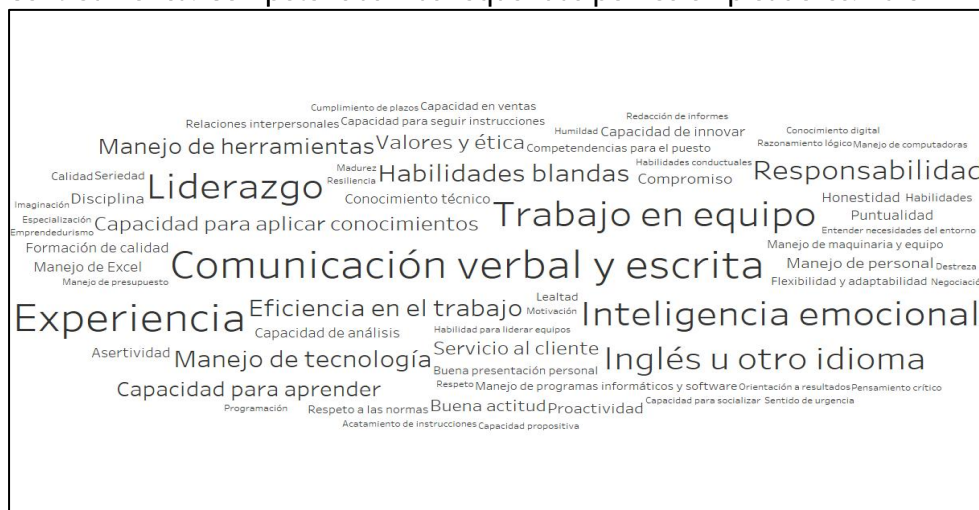 Cumplimiento de plazos Capacidad en ventas
Relaciones interpersonales Capacidad para seguir instrucciones
Redacción de informes
Manejo de herramientas Valores y ética Humildad Capacidad de innovar
Competencias para el puesto
Conocimiento digital
Razonamiento lógico Manejo de computadoras
Calidad Seriedad
Liderazgo
Madurez
Resiliencia
Habilidades blandas
Habilidades conductuales
Compromiso
Responsabilidad
Imaginación Disciplina
Conocimiento técnico
Trabajo en equipo
Honestidad Habilidades
Puntualidad
Especialización
Emprendedurismo
Capacidad para aplicar conocimientos
Entender necesidades del entorno
Formación de calidad
Manejo de maquinaria y equipo
Manejo de Excel
Comunicación verbal y escrita
Manejo de personal Destreza
Manejo de presupuesto
Flexibilidad y adaptabilidad
Experiencia
Eficiencia en el trabajo
Lealtad
Motivación
Inteligencia emocional
Capacidad de análisis
Habilidad para liderar equipos
Asertividad
Manejo de tecnología
Servicio al cliente
Inglés u otro idioma
Buena presentación personal
Capacidad para aprender
Respeto Manejo de programas informáticos y software Orientación a resultados Pensamiento crítico
Programación
Respeto a las normas
Buena actitud Proactividad
Capacidad para socializar Sentido de urgencia
Acatamiento de instrucciones Capacidad propositiva